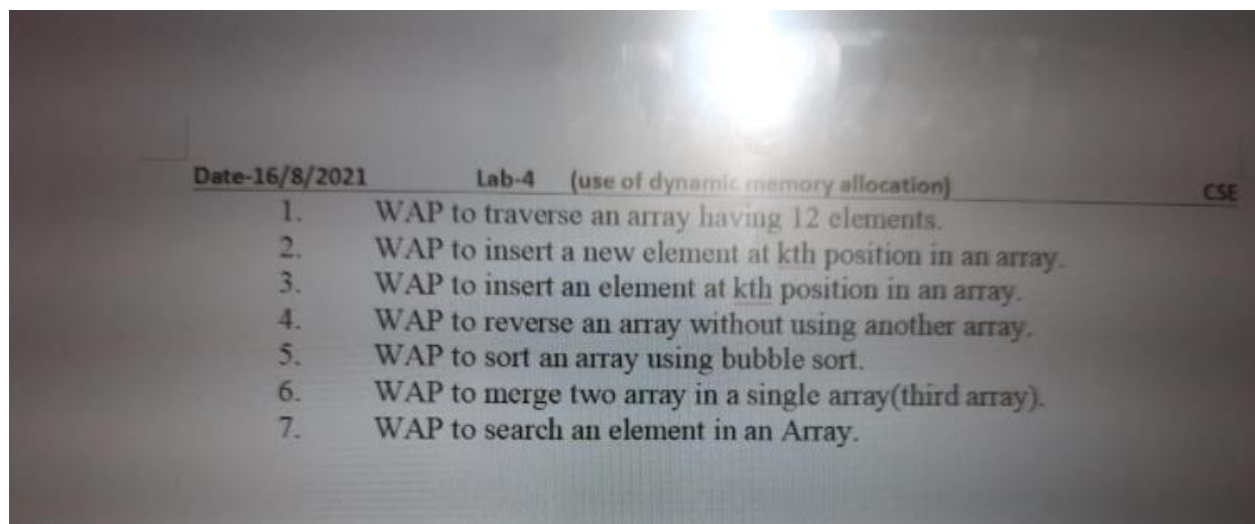 Date-16/8/2021 Lab-4 (use of dynamic memory allocation) CSE
1. WAP to traverse an array having 12 elements.
2. WAP to insert a new element at kth position in an array.
3. WAP to insert an element at kth position in an array.
4. WAP to reverse an array without using another array.
5. WAP to sort an array using bubble sort.
6. WAP to merge two array in a single array(third array).
7. WAP to search an element in an Array.